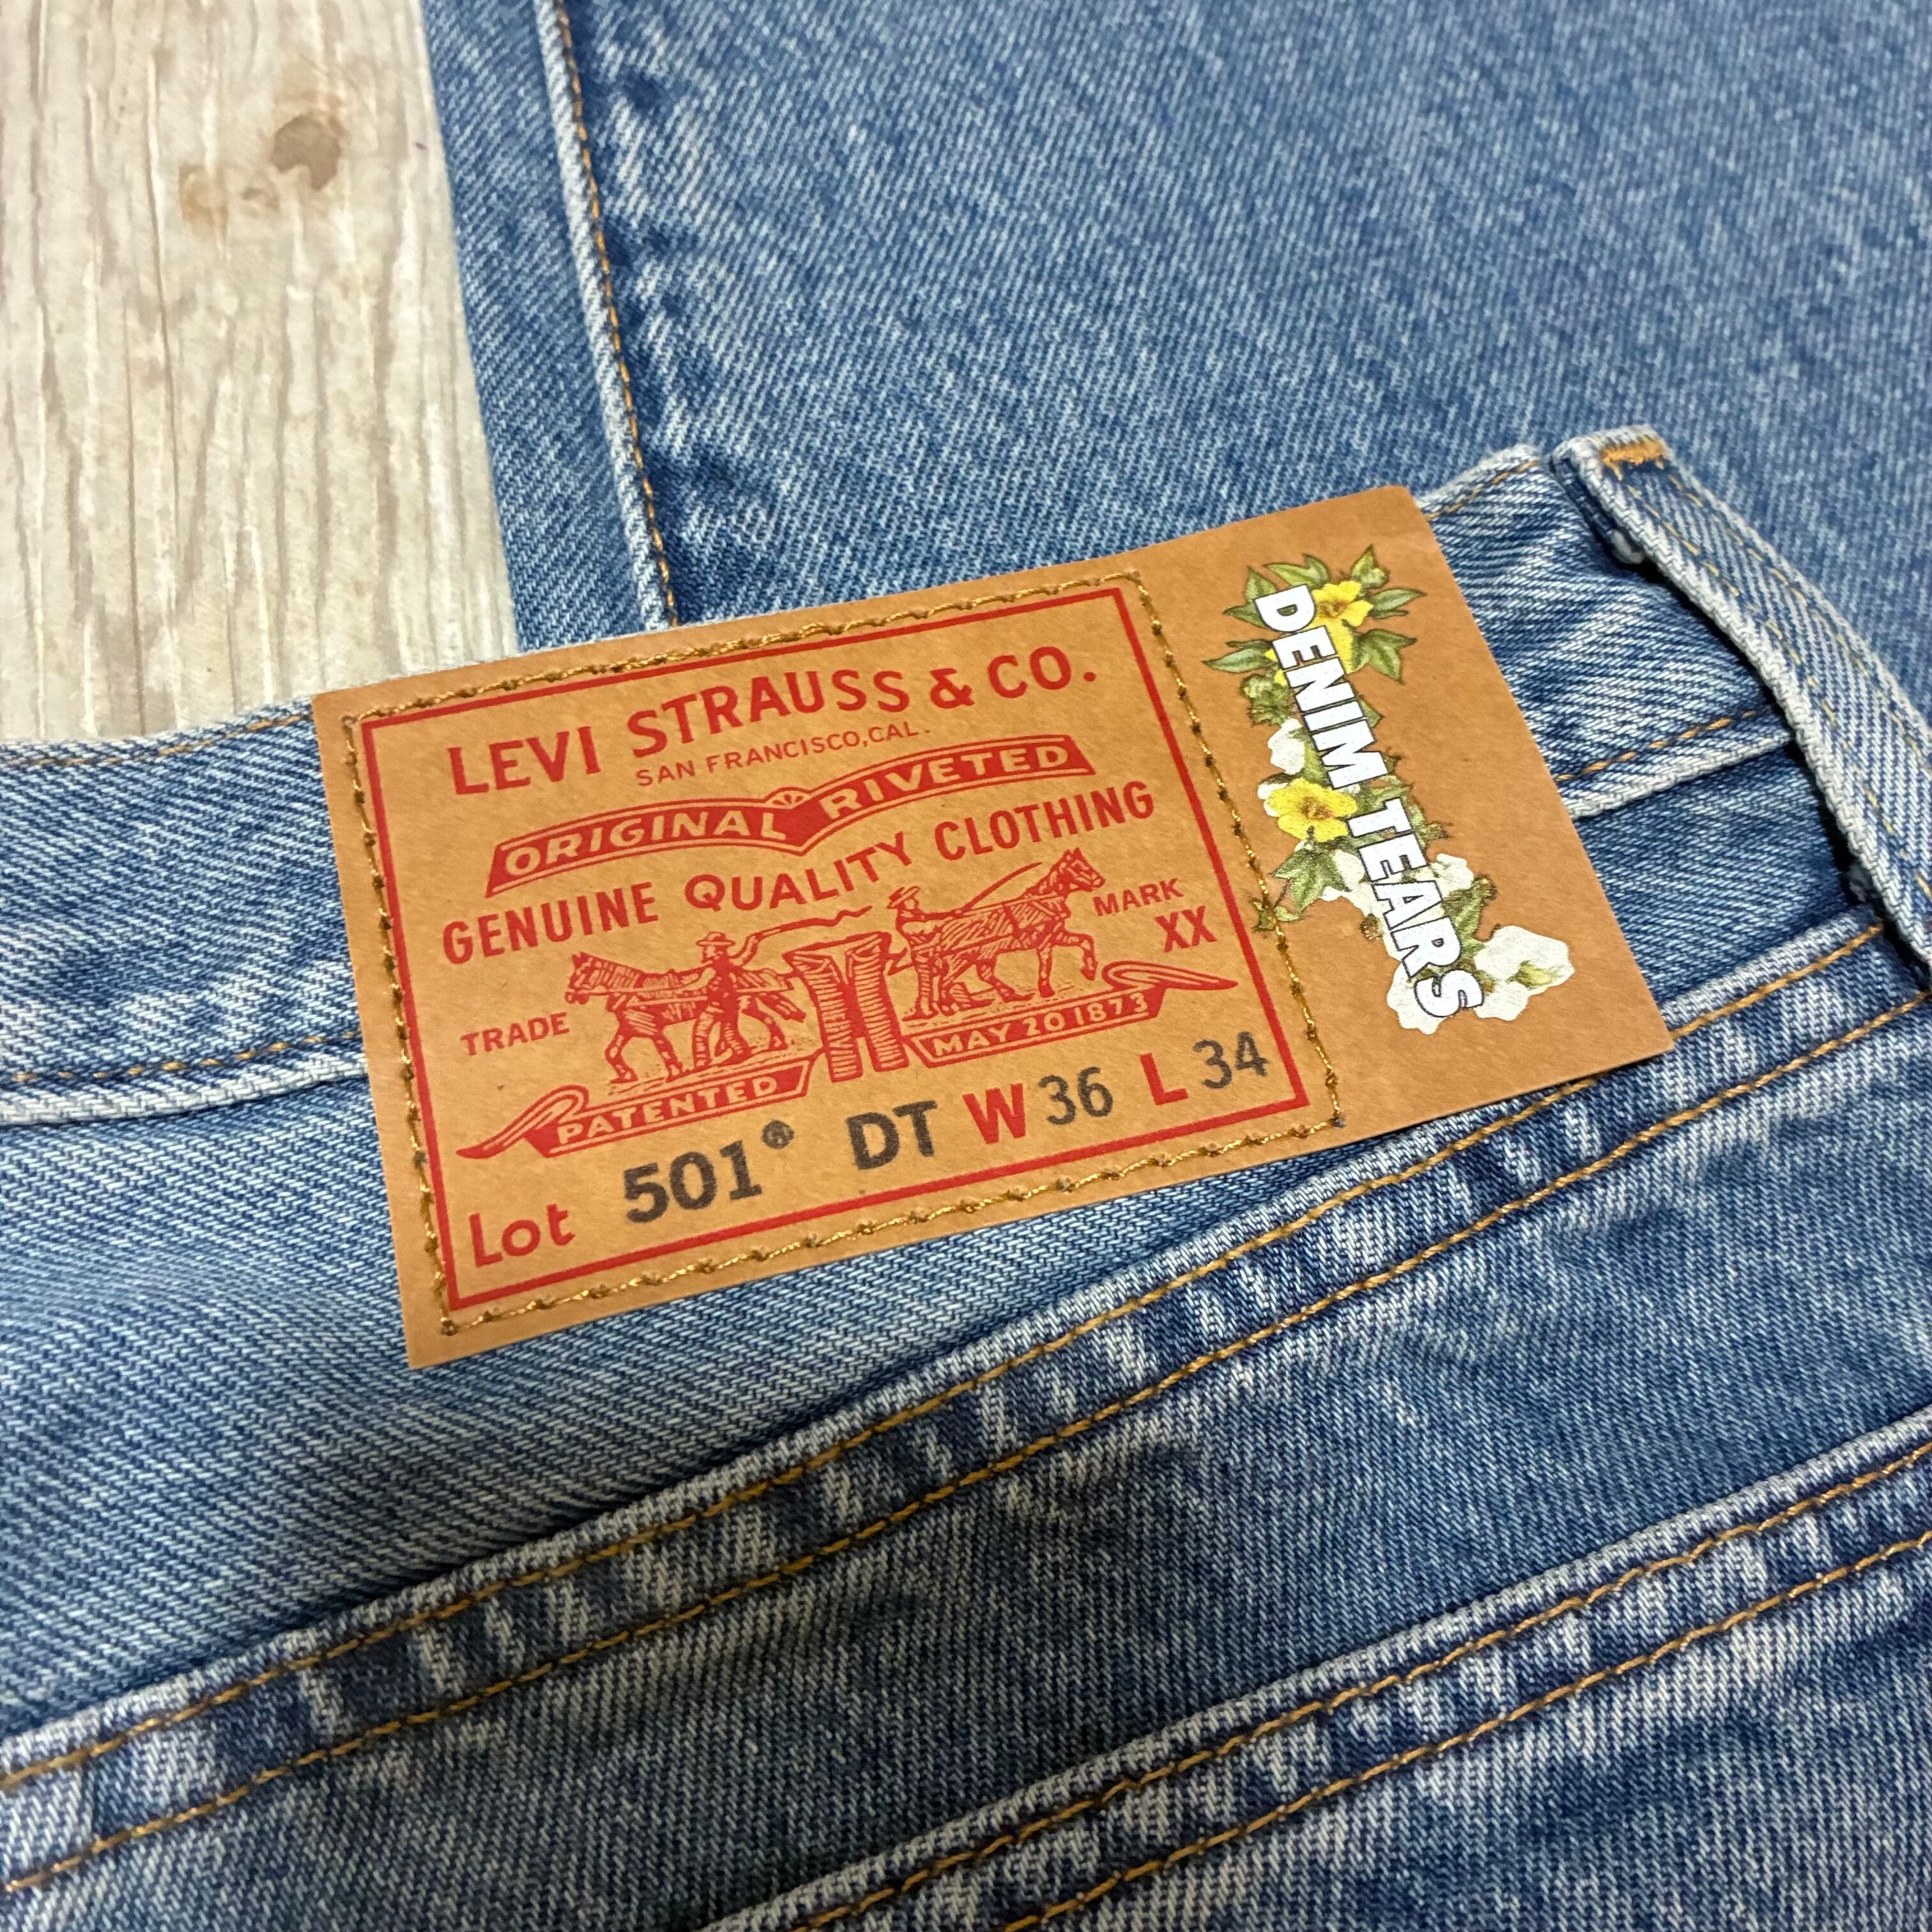 LEVI STRAUSS & CO.
SAN FRANCISCO, CAL.
ORIGINAL RIVETED
GENUINE QUALITY CLOTHING
TRADE MARK
XX
PATENTED MAY 20 1873
Lot 501® DT W 36 L 34
DENIM TEARS